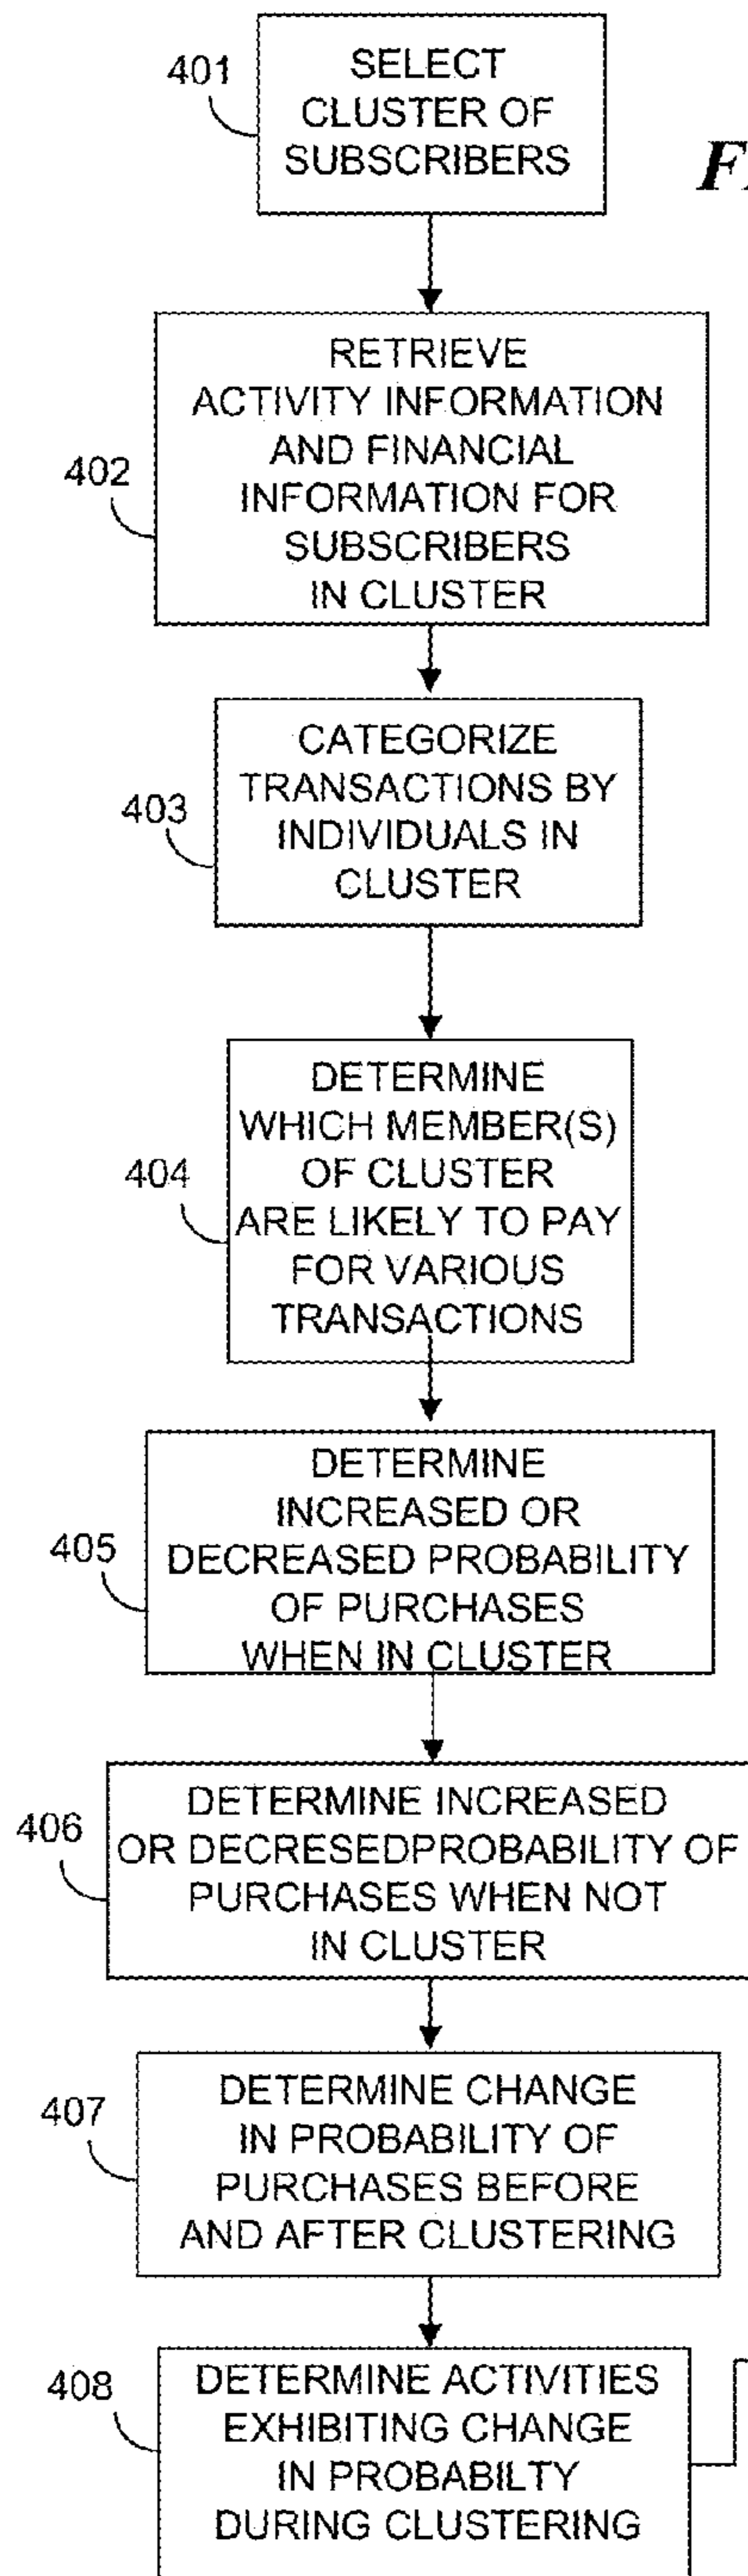 401
SELECT
CLUSTER OF
SUBSCRIBERS
402
RETRIEVE
ACTIVITY INFORMATION
AND FINANCIAL
INFORMATION FOR
SUBSCRIBERS
IN CLUSTER
403
CATEGORIZE
TRANSACTIONS BY
INDIVIDUALS IN
CLUSTER
404
DETERMINE
WHICH MEMBER(S)
OF CLUSTER
ARE LIKELY TO PAY
FOR VARIOUS
TRANSACTIONS
405
DETERMINE
INCREASED OR
DECREASED PROBABILITY
OF PURCHASES
WHEN IN CLUSTER
406
DETERMINE INCREASED
OR DECRESEDPROBABILITY OF
PURCHASES WHEN NOT
IN CLUSTER
407
DETERMINE CHANGE
IN PROBABILITY OF
PURCHASES BEFORE
AND AFTER CLUSTERING
408
DETERMINE ACTIVITIES
EXHIBITING CHANGE
IN PROBABILTY
DURING CLUSTERING